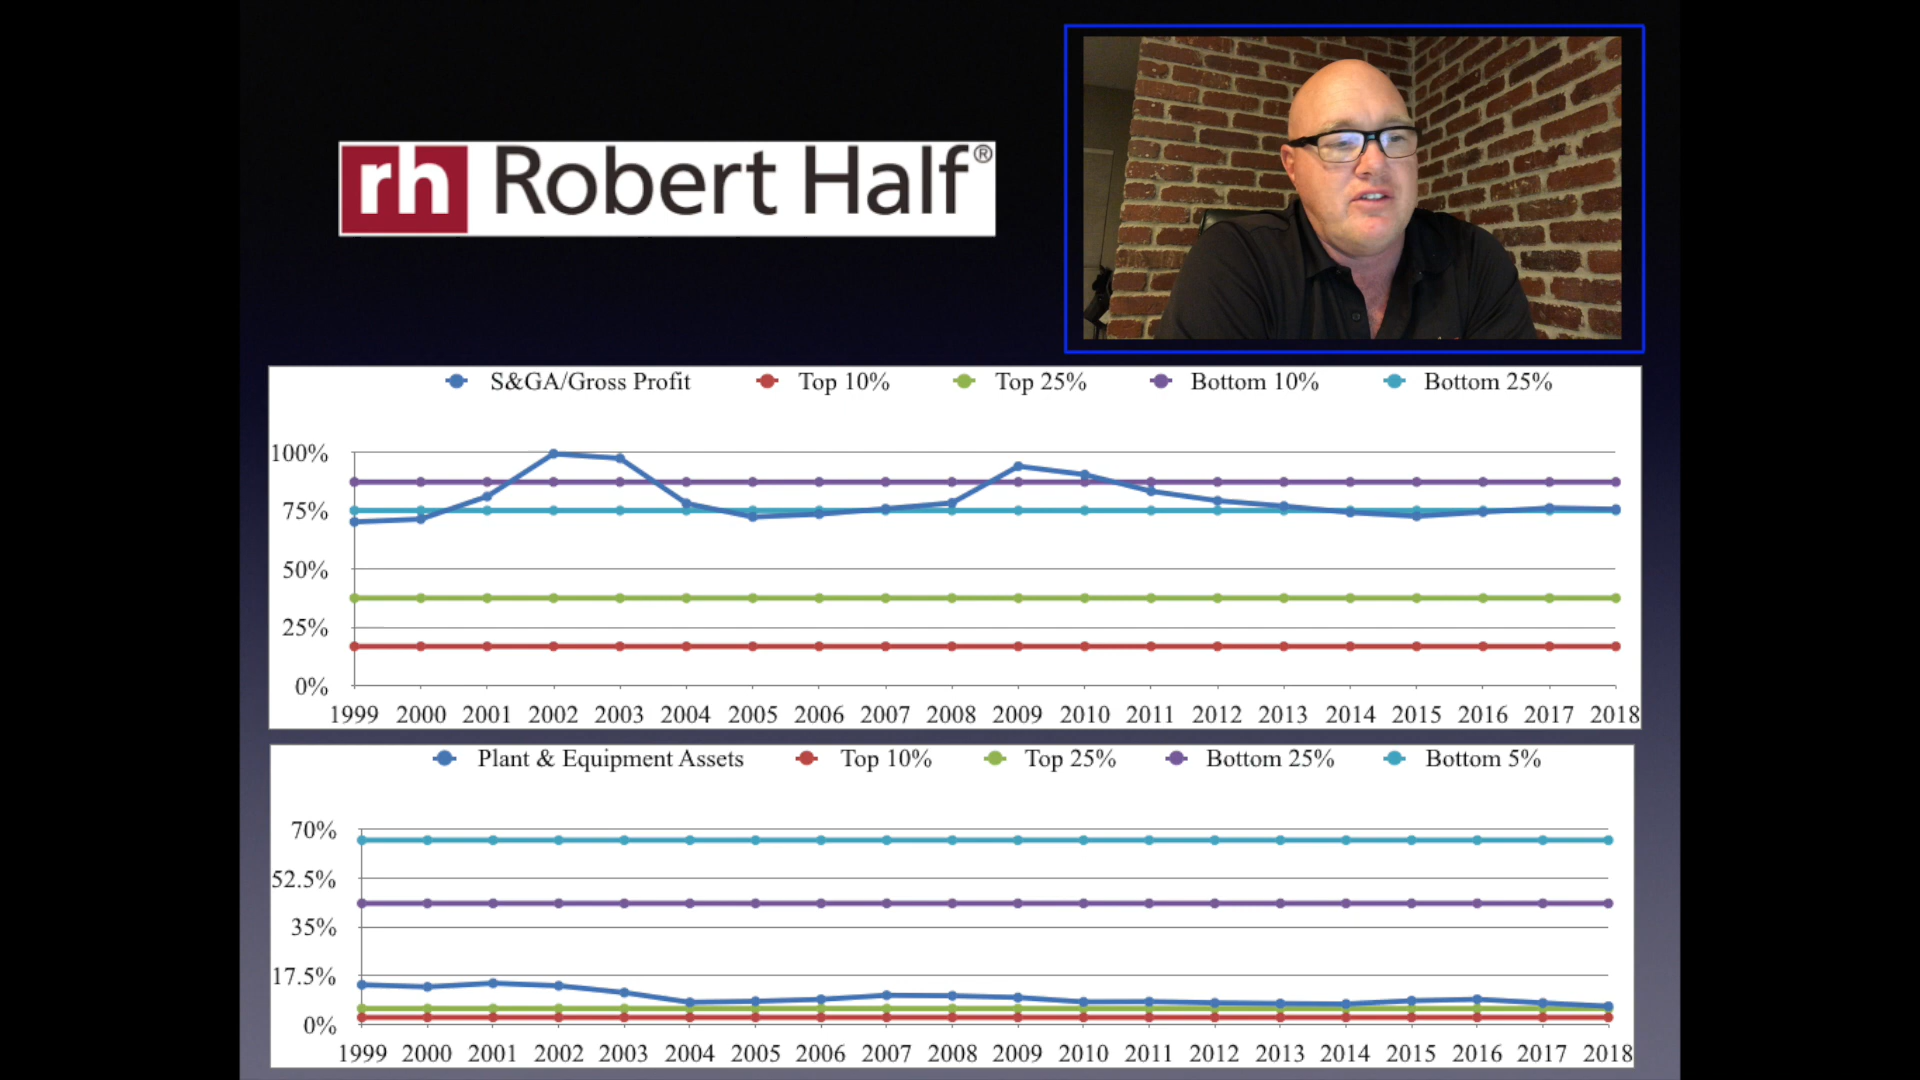 rh Robert Half®
S&GA/Gross Profit Top 10% Top 25% Bottom 10% Bottom 25%
100%
75%
50%
25%
0%
1999 2000 2001 2002 2003 2004 2005 2006 2007 2008 2009 2010 2011 2012 2013 2014 2015 2016 2017 2018
Plant & Equipment Assets Top 10% Top 25% Bottom 25% Bottom 5%
70%
52.5%
35%
17.5%
0%
1999 2000 2001 2002 2003 2004 2005 2006 2007 2008 2009 2010 2011 2012 2013 2014 2015 2016 2017 2018